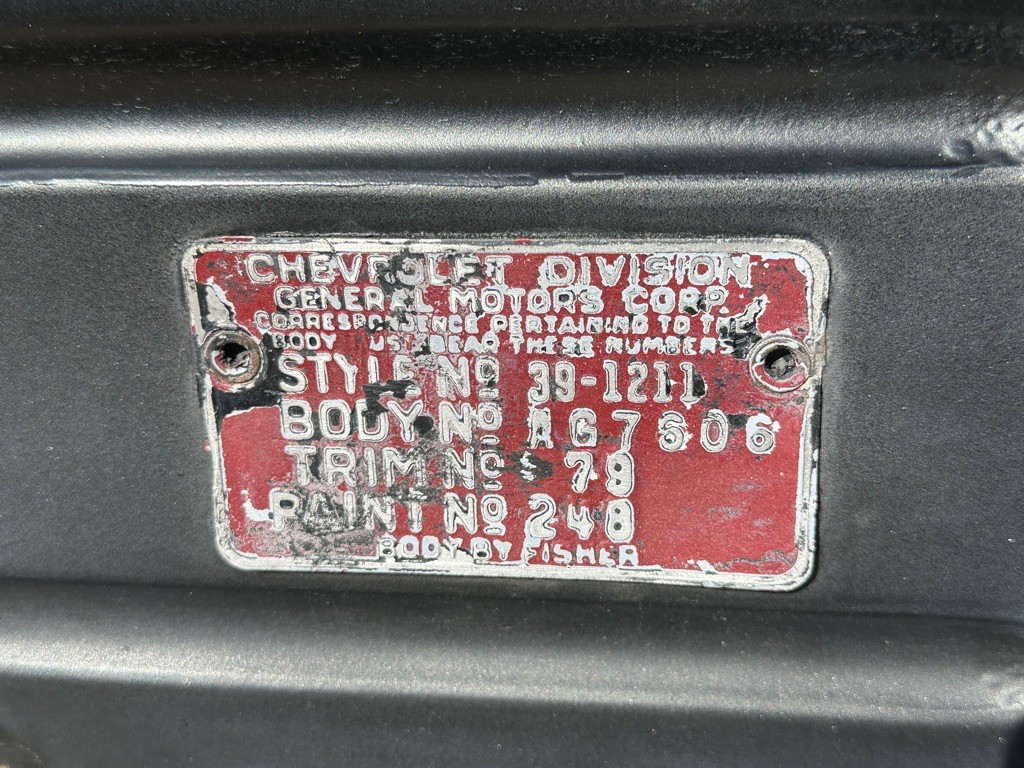 CHEVROLET DIVISION
GENERAL MOTORS CORP.
CORRESPONDENCE PERTAINING TO THE
BODY MUST BEAR THESE NUMBERS
STYLE NO 39-1211
BODY NO AG7606
TRIM NO 78
PAINT NO 248
BODY BY FISHER